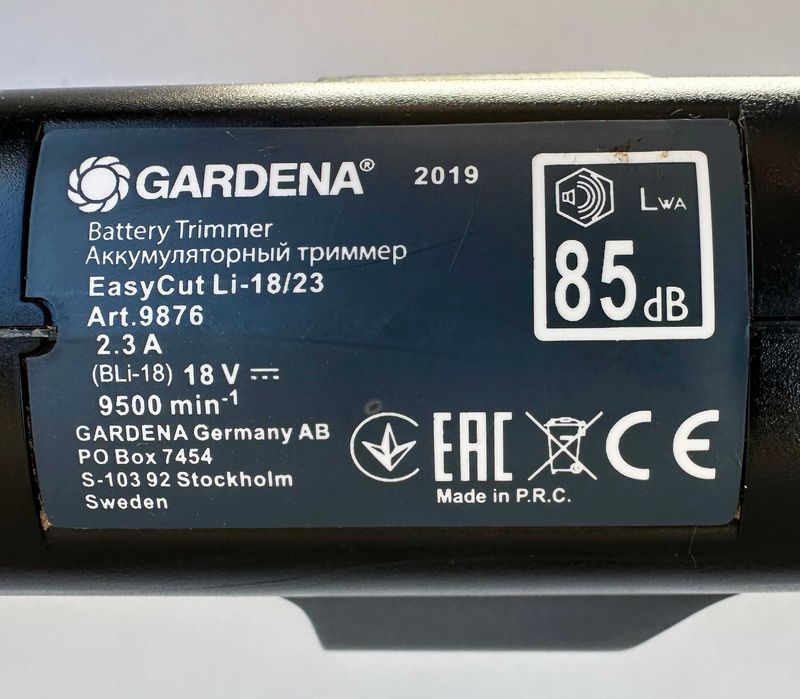 GARDENA® 2019
Battery Trimmer
Аккумуляторный триммер
EasyCut Li-18/23
Art.9876
2.3 A
(BLi-18) 18 V
9500 min-1
GARDENA Germany AB
PO Box 7454
S-103 92 Stockholm
Sweden
LWA
85 dB
EAC CE
Made in P.R.C.